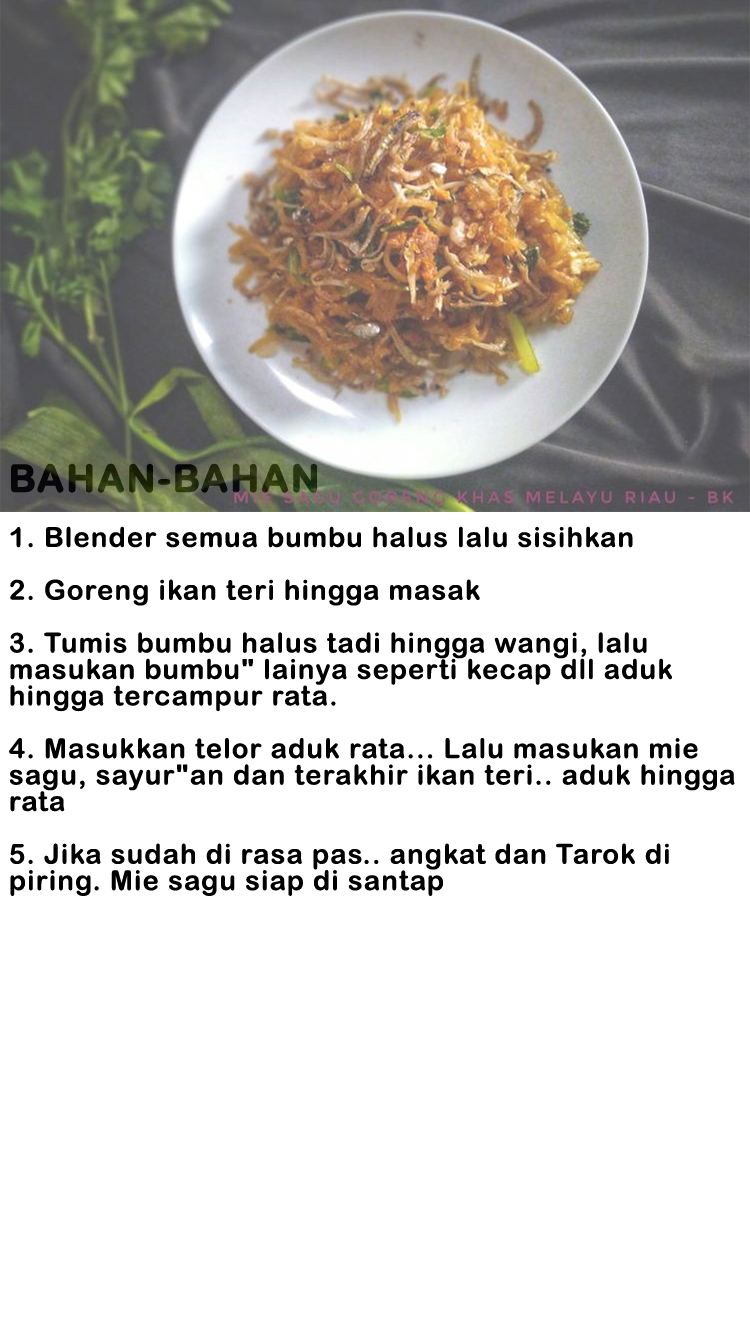 BAHAN-BAHAN
MIE SAGU GORENG KHAS MELAYU RIAU - BK
1. Blender semua bumbu halus lalu sisihkan
2. Goreng ikan teri hingga masak
3. Tumis bumbu halus tadi hingga wangi, lalu
masukan bumbu" lainya seperti kecap dll aduk
hingga tercampur rata.
4. Masukkan telor aduk rata... Lalu masukan mie
sagu, sayur"an dan terakhir ikan teri.. aduk hingga
rata
5. Jika sudah di rasa pas.. angkat dan Tarok di
piring. Mie sagu siap di santap